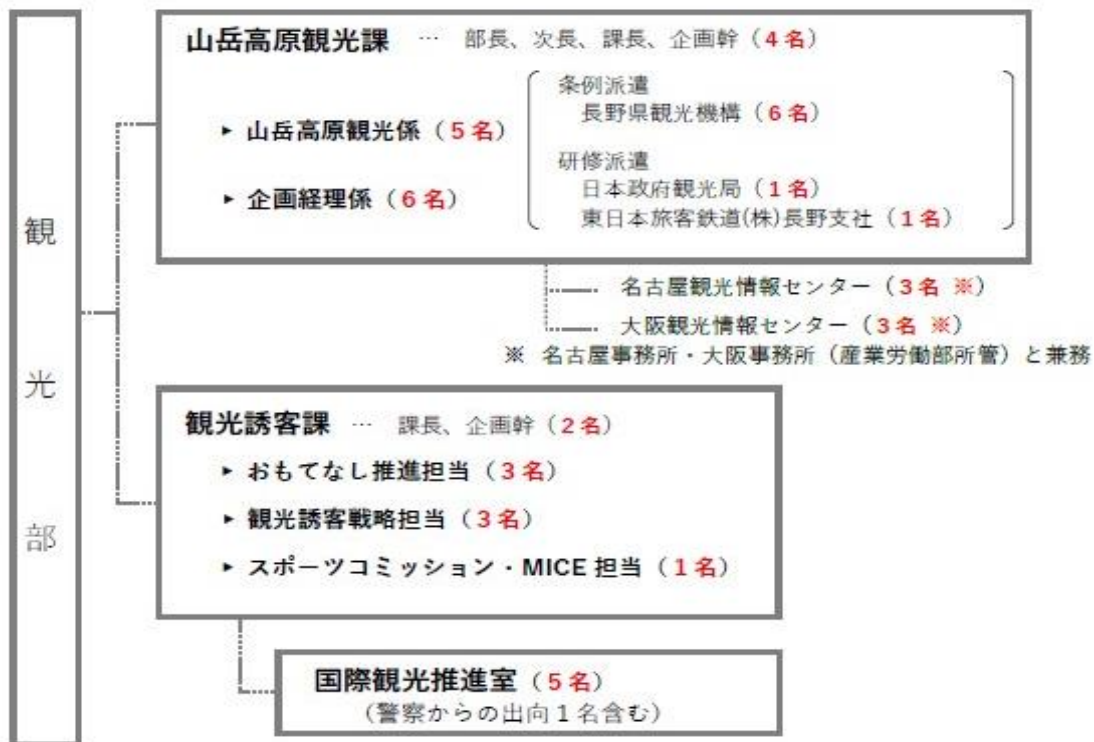 観光部
山岳高原観光課 … 部長、次長、課長、企画幹（4名）
▸ 山岳高原観光係（5名）
▸ 企画経理係（6名）
条例派遣
長野県観光機構（6名）
研修派遣
日本政府観光局（1名）
東日本旅客鉄道(株)長野支社（1名）
名古屋観光情報センター（3名 ※）
大阪観光情報センター（3名 ※）
※ 名古屋事務所・大阪事務所（産業労働部所管）と兼務
観光誘客課 … 課長、企画幹（2名）
▸ おもてなし推進担当（3名）
▸ 観光誘客戦略担当（3名）
▸ スポーツコミッション・MICE 担当（1名）
国際観光推進室（5名）
（警察からの出向1名含む）